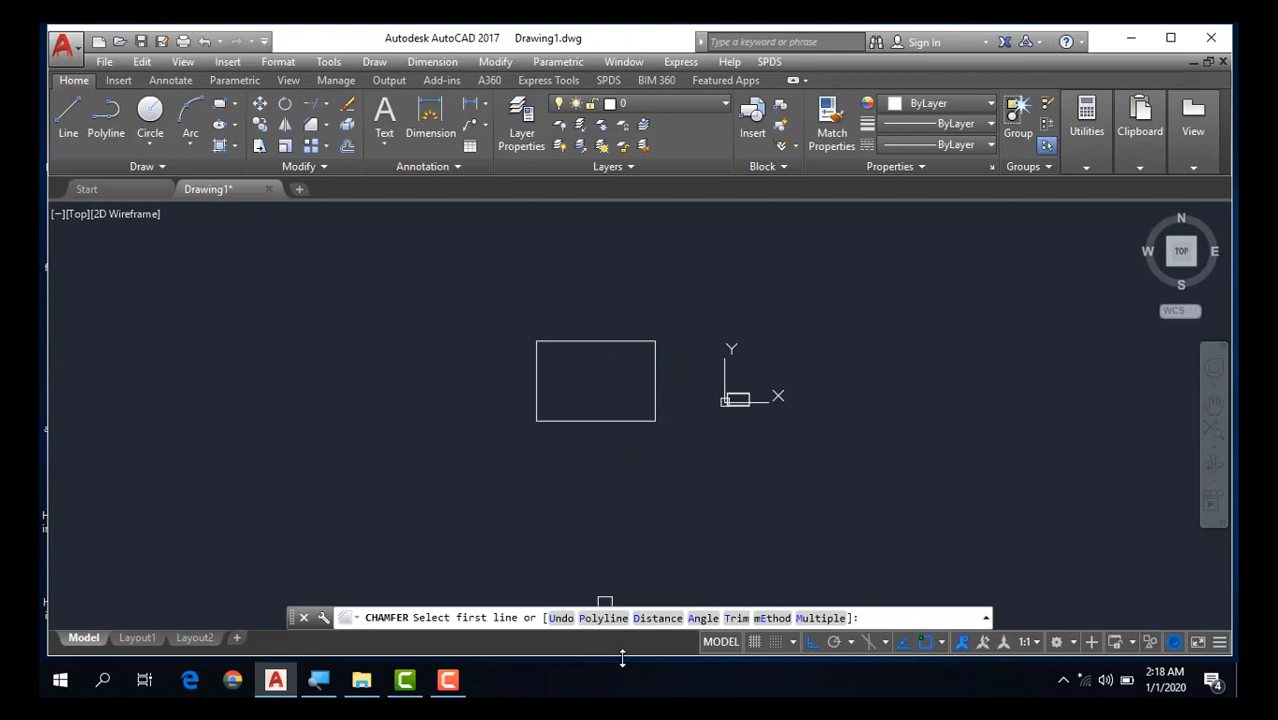 Autodesk AutoCAD 2017 Drawing1.dwg
Type a keyword or phrase
Sign In
File Edit View Insert Format Tools Draw Dimension Modify Parametric Window Express Help SPDS
Home Insert Annotate Parametric View Manage Output Add-ins A360 Express Tools SPDS BIM 360 Featured Apps
0
ByLayer
ByLayer
ByLayer
Line Polyline Circle Arc Text Dimension Layer Properties Insert Match Properties Group Utilities Clipboard View
Draw Modify Annotation Layers Block Properties Groups
Start Drawing1*
[−][Top][2D Wireframe]
N
W TOP E
S
WCS
Y
X
CHAMFER Select first line or [Undo Polyline Distance Angle Trim mEthod Multiple]:
Model Layout1 Layout2
MODEL 1:1
2:18 AM
1/1/2020
4